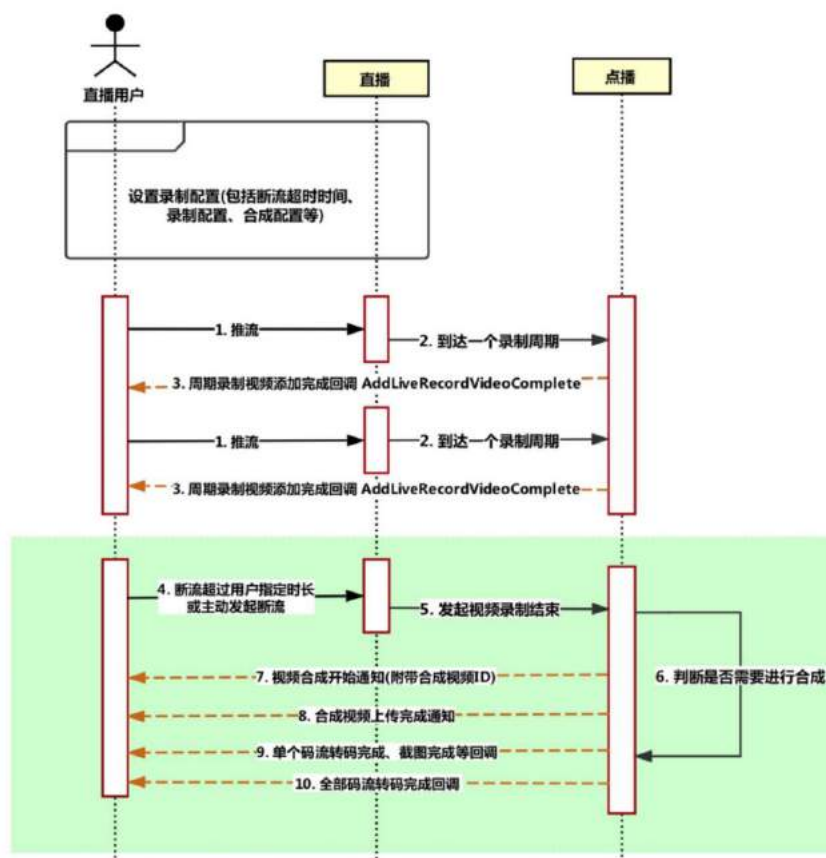 直播用户
直播
点播
设置录制配置(包括断流超时时间、
录制配置、合成配置等)
1. 推流
2. 到达一个录制周期
3. 周期录制视频添加完成回调 AddLiveRecordVideoComplete
1. 推流
2. 到达一个录制周期
3. 周期录制视频添加完成回调 AddLiveRecordVideoComplete
4. 断流超过用户指定时长
或主动发起断流
5. 发起视频录制结束
6. 判断是否需要进行合成
7. 视频合成开始通知(附带合成视频ID)
8. 合成视频上传完成通知
9. 单个码流转码完成、截图完成等回调
10. 全部码流转码完成回调